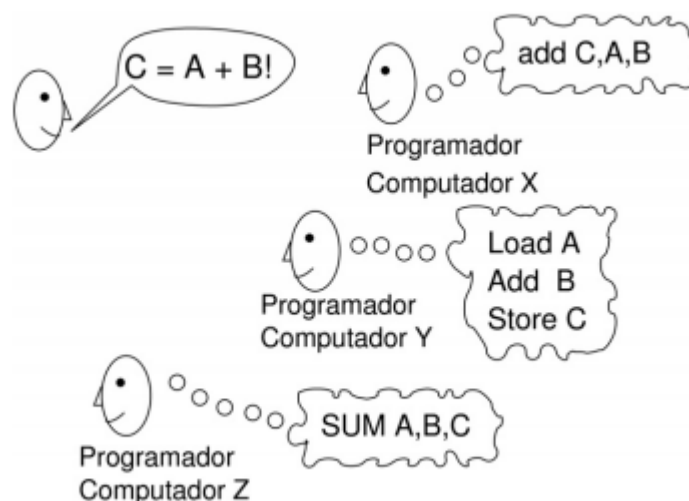 C = A + B!
add C,A,B
Programador
Computador X
Load A
Add B
Store C
Programador
Computador Y
SUM A,B,C
Programador
Computador Z